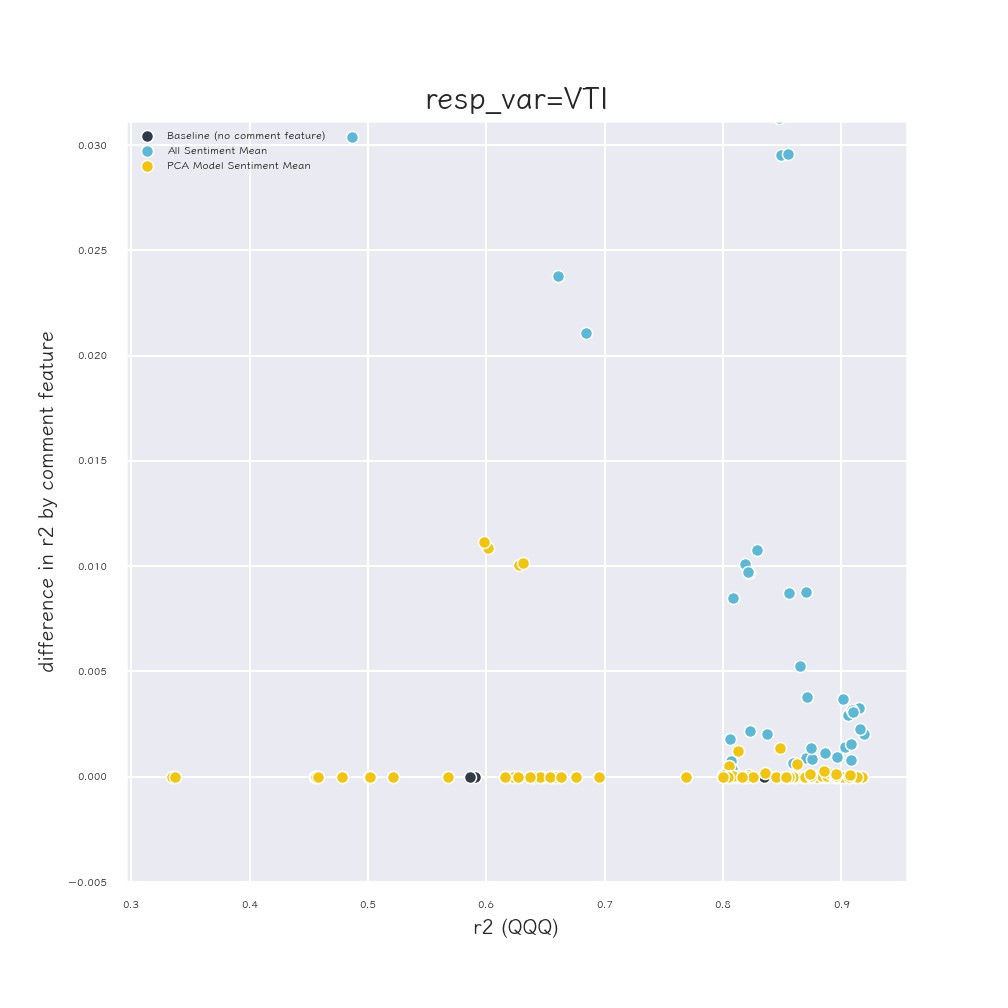 resp_var=VTI
Baseline (no comment feature)
All Sentiment Mean
PCA Model Sentiment Mean
difference in r2 by comment feature
0.030
0.025
0.020
0.015
0.010
0.005
0.000
−0.005
0.3 0.4 0.5 0.6 0.7 0.8 0.9
r2 (QQQ)